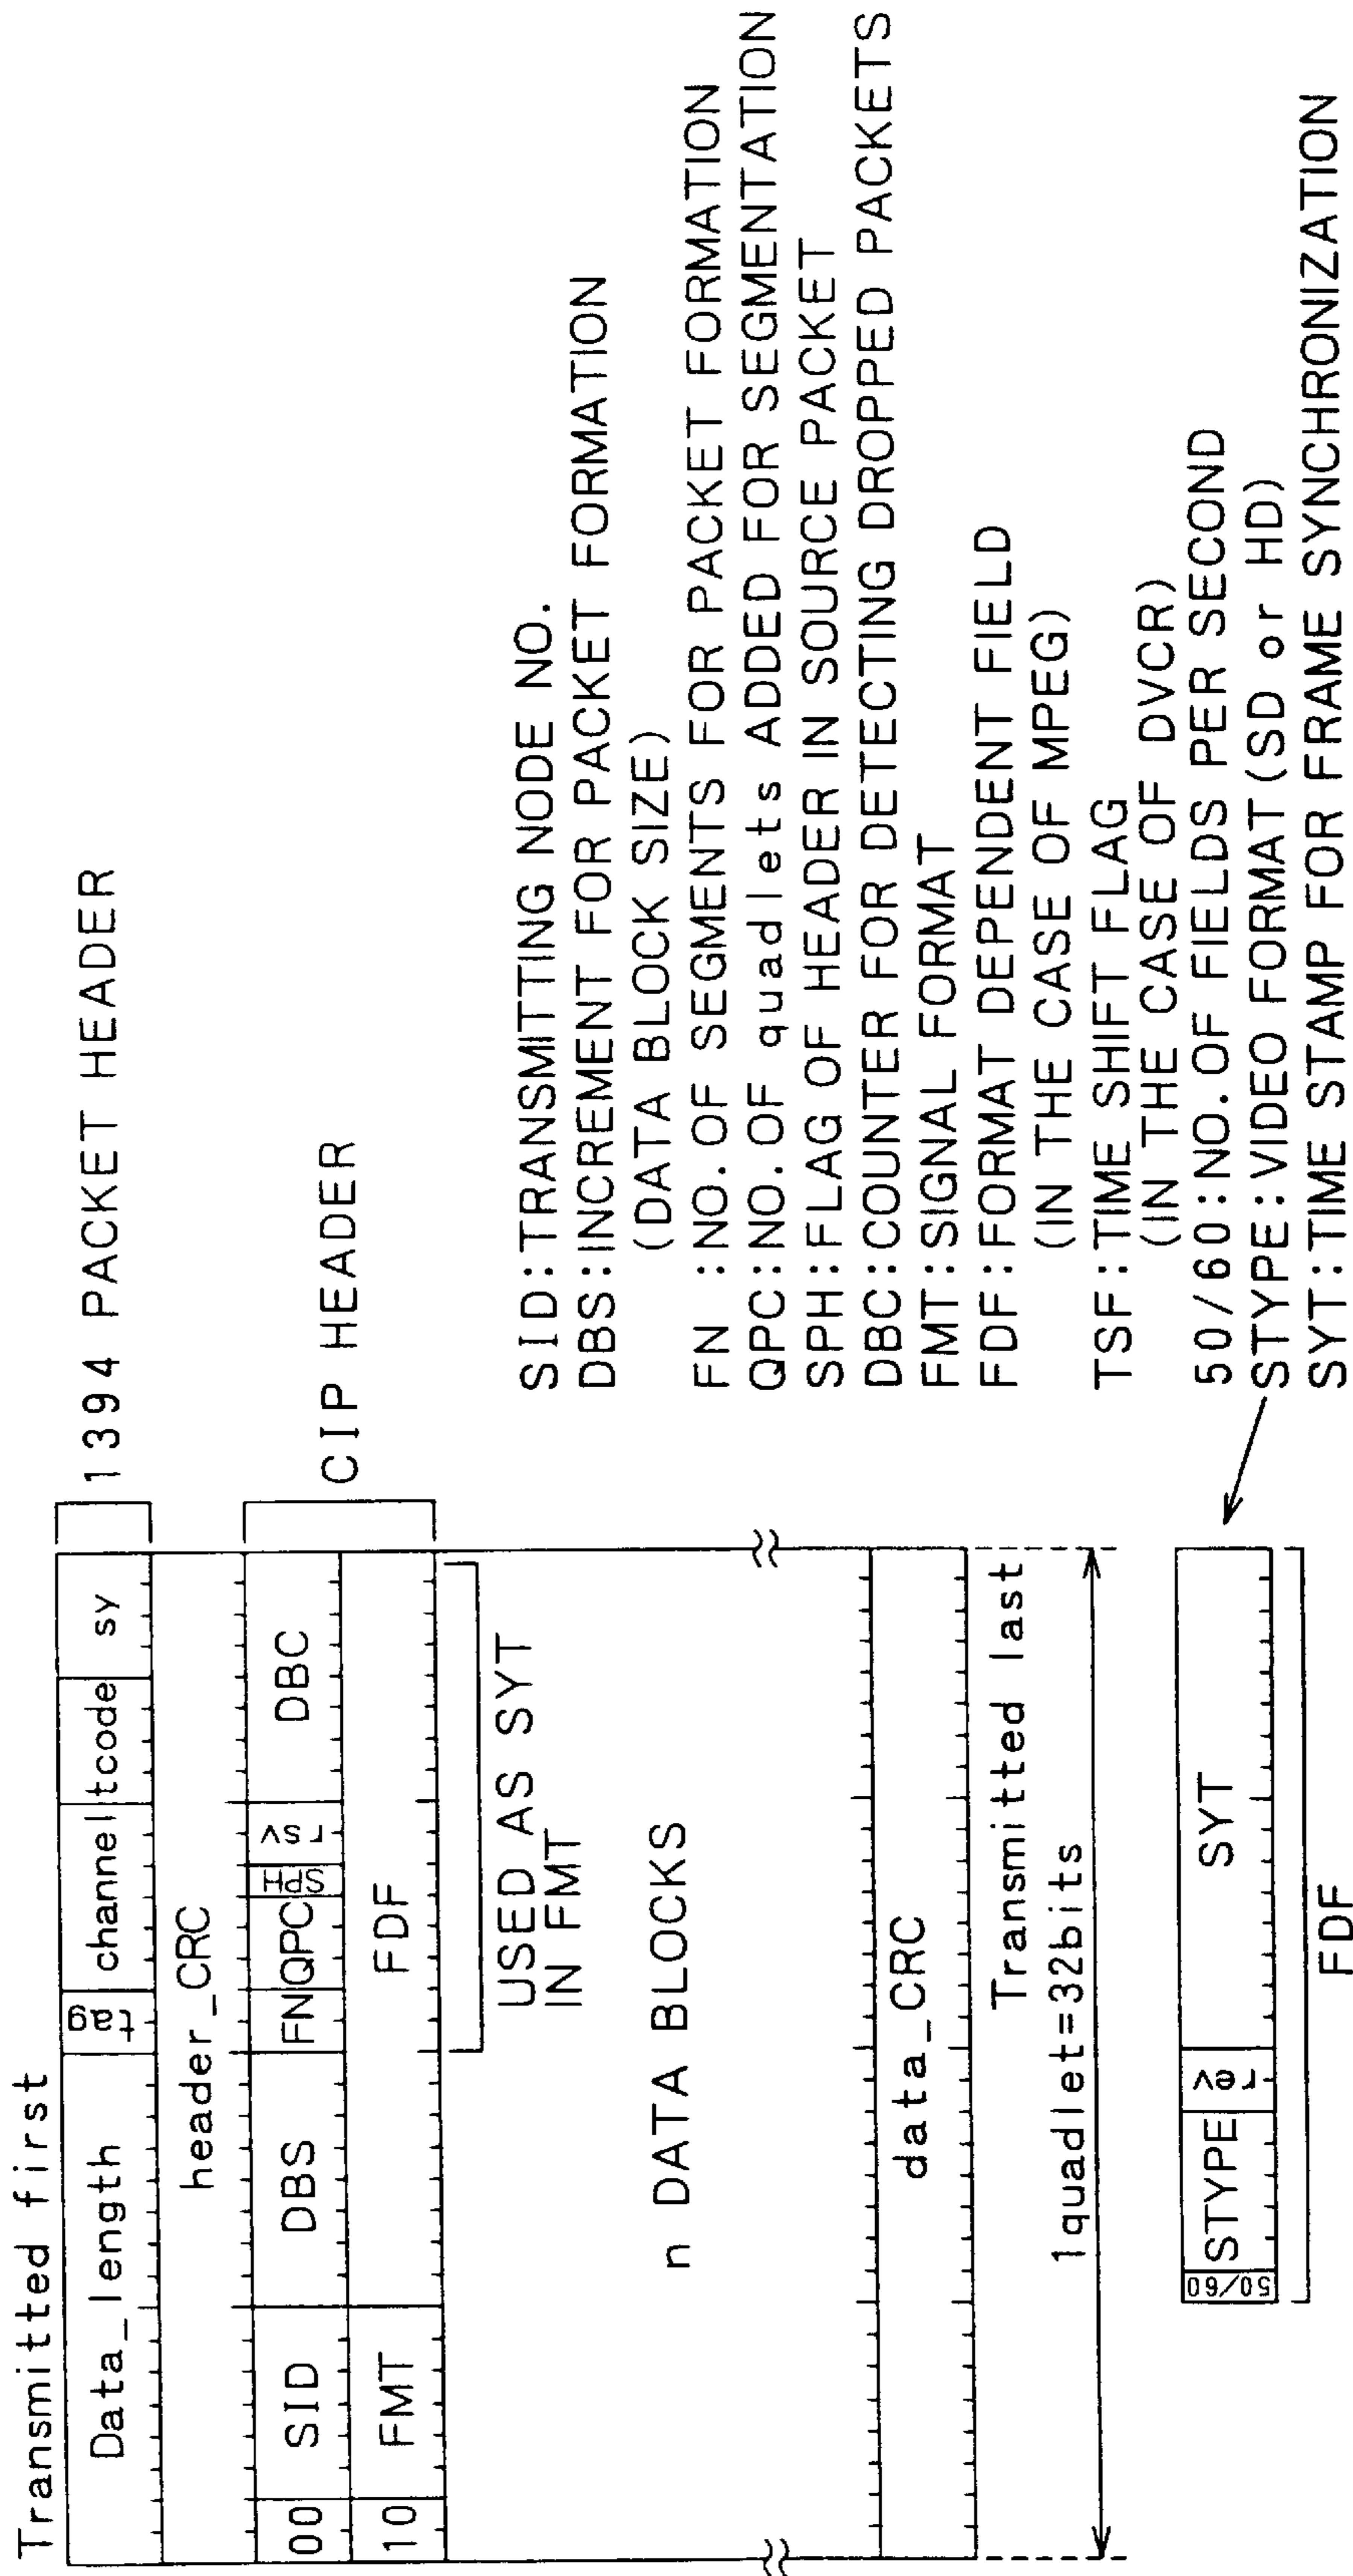 Transmitted first
Data_length tag channel tcode sy
1394 PACKET HEADER
header_CRC
00 SID DBS FN QPC SPH rsv DBC
10 FMT FDF
CIP HEADER
USED AS SYT
IN FMT
n DATA BLOCKS
data_CRC
Transmitted last
1quadlet=32bits
50/60 STYPE rev SYT
FDF
SID:TRANSMITTING NODE NO.
DBS:INCREMENT FOR PACKET FORMATION
(DATA BLOCK SIZE)
FN :NO.OF SEGMENTS FOR PACKET FORMATION
QPC:NO.OF quadlets ADDED FOR SEGMENTATION
SPH:FLAG OF HEADER IN SOURCE PACKET
DBC:COUNTER FOR DETECTING DROPPED PACKETS
FMT:SIGNAL FORMAT
FDF:FORMAT DEPENDENT FIELD
(IN THE CASE OF MPEG)
TSF:TIME SHIFT FLAG
(IN THE CASE OF DVCR)
50/60:NO.OF FIELDS PER SECOND
STYPE:VIDEO FORMAT(SD or HD)
SYT:TIME STAMP FOR FRAME SYNCHRONIZATION